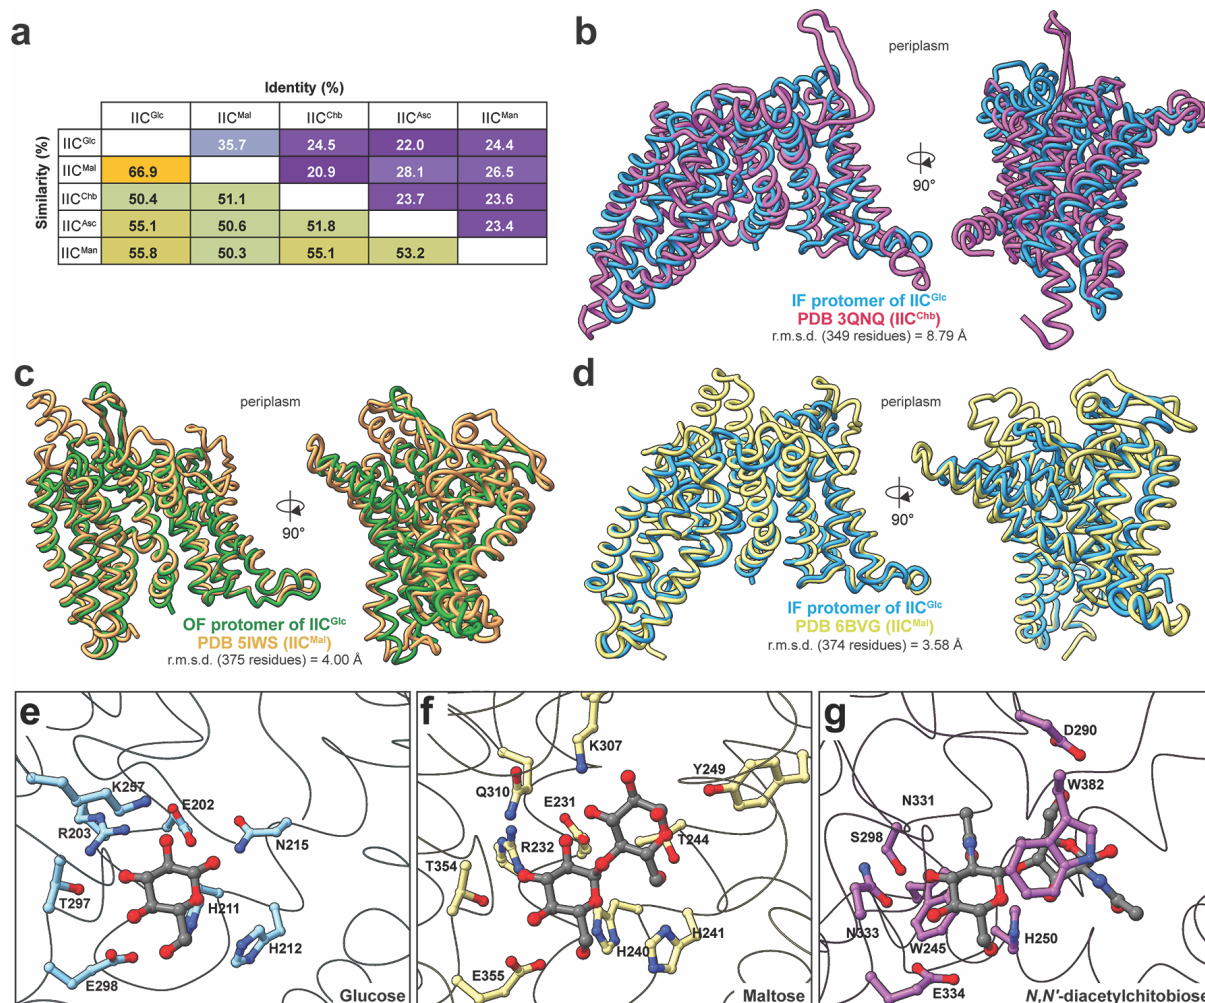 a
Identity (%)
IIC^Glc IIC^Mal IIC^Chb IIC^Asc IIC^Man
Similarity (%)
IIC^Glc 35.7 24.5 22.0 24.4
IIC^Mal 66.9 20.9 28.1 26.5
IIC^Chb 50.4 51.1 23.7 23.6
IIC^Asc 55.1 50.6 51.8 23.4
IIC^Man 55.8 50.3 55.1 53.2
b
periplasm
90°
IF protomer of IIC^Glc
PDB 3QNQ (IIC^Chb)
r.m.s.d. (349 residues) = 8.79 Å
c
periplasm
90°
OF protomer of IIC^Glc
PDB 5IWS (IIC^Mal)
r.m.s.d. (375 residues) = 4.00 Å
d
periplasm
90°
IF protomer of IIC^Glc
PDB 6BVG (IIC^Mal)
r.m.s.d. (374 residues) = 3.58 Å
e
K257
E202
R203
N215
T297
H211
H212
E298
Glucose
f
K307
Y249
Q310
E231
T244
R232
T354
H240
H241
E355
Maltose
g
D290
W382
N331
S298
N333
W245
H250
E334
N,N'-diacetylchitobiose